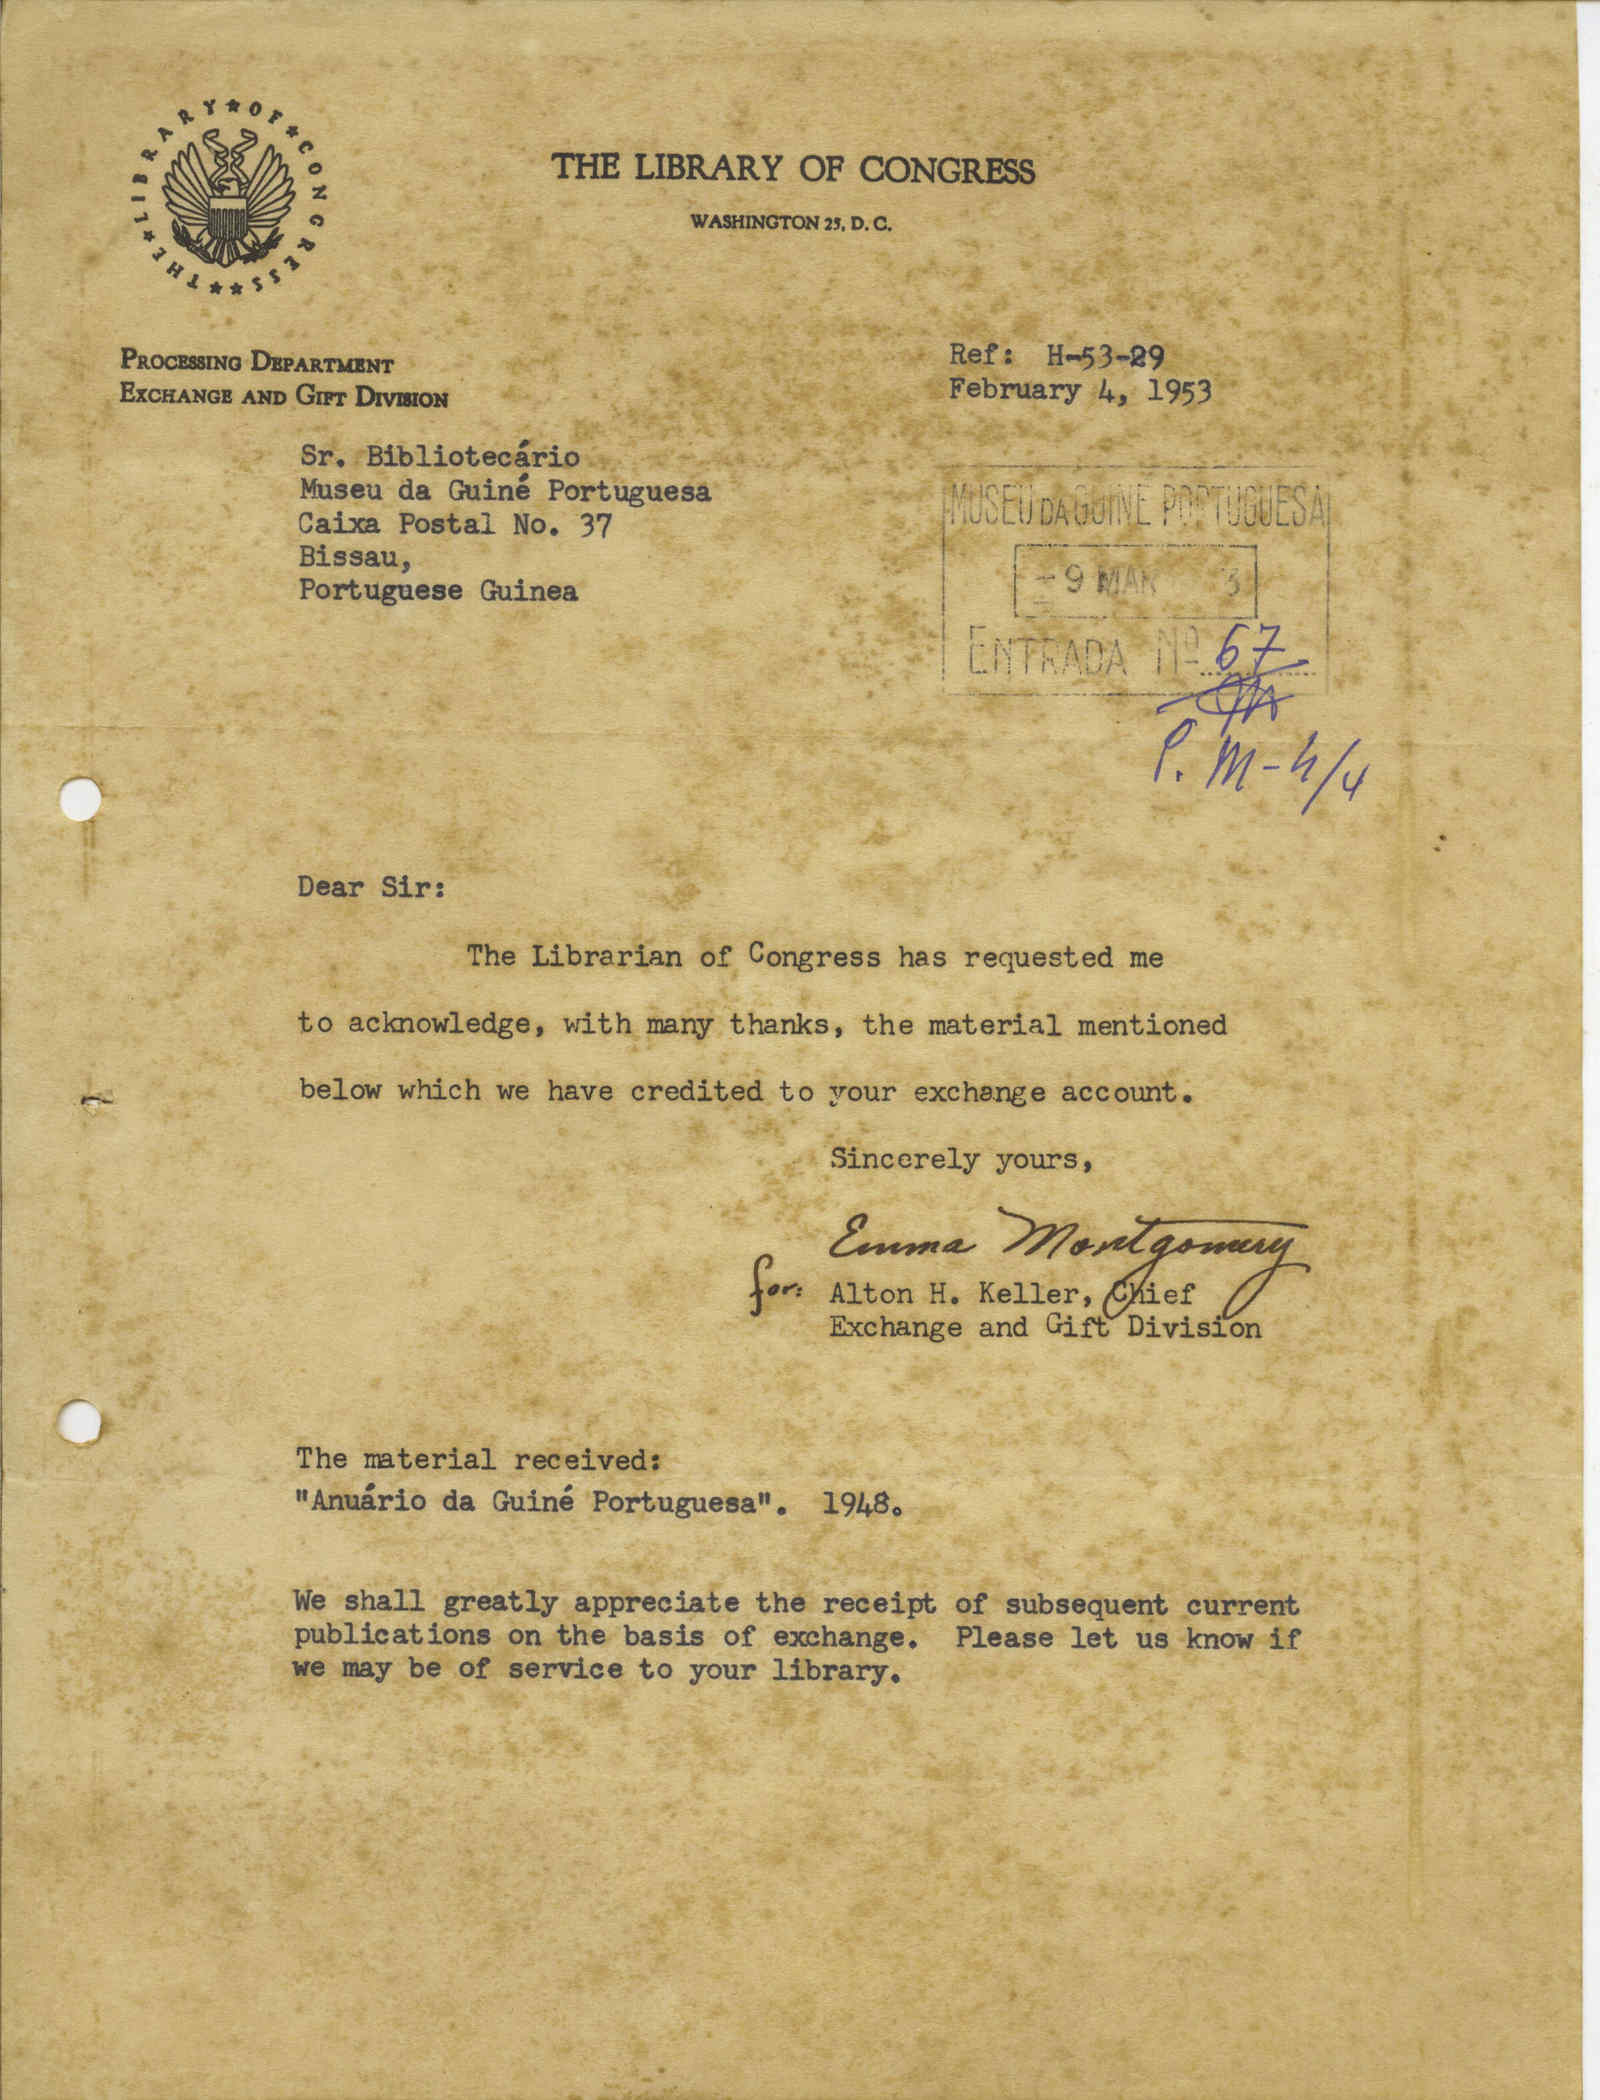 THE LIBRARY OF CONGRESS
THE LIBRARY OF CONGRESS
WASHINGTON 25, D. C.
PROCESSING DEPARTMENT
EXCHANGE AND GIFT DIVISION
Ref: H-53-29
February 4, 1953
Sr. Bibliotecário
Museu da Guiné Portuguesa
Caixa Postal No. 37
Bissau,
Portuguese Guinea
MUSEU DA GUINÉ PORTUGUESA
-9 MAR 3
ENTRADA Nº 67
P. M-4/4
Dear Sir:
The Librarian of Congress has requested me
to acknowledge, with many thanks, the material mentioned
below which we have credited to your exchange account.
Sincerely yours,
Emma Montgomery
for: Alton H. Keller, Chief
Exchange and Gift Division
The material received:
"Anuário da Guiné Portuguesa". 1948.
We shall greatly appreciate the receipt of subsequent current
publications on the basis of exchange. Please let us know if
we may be of service to your library.